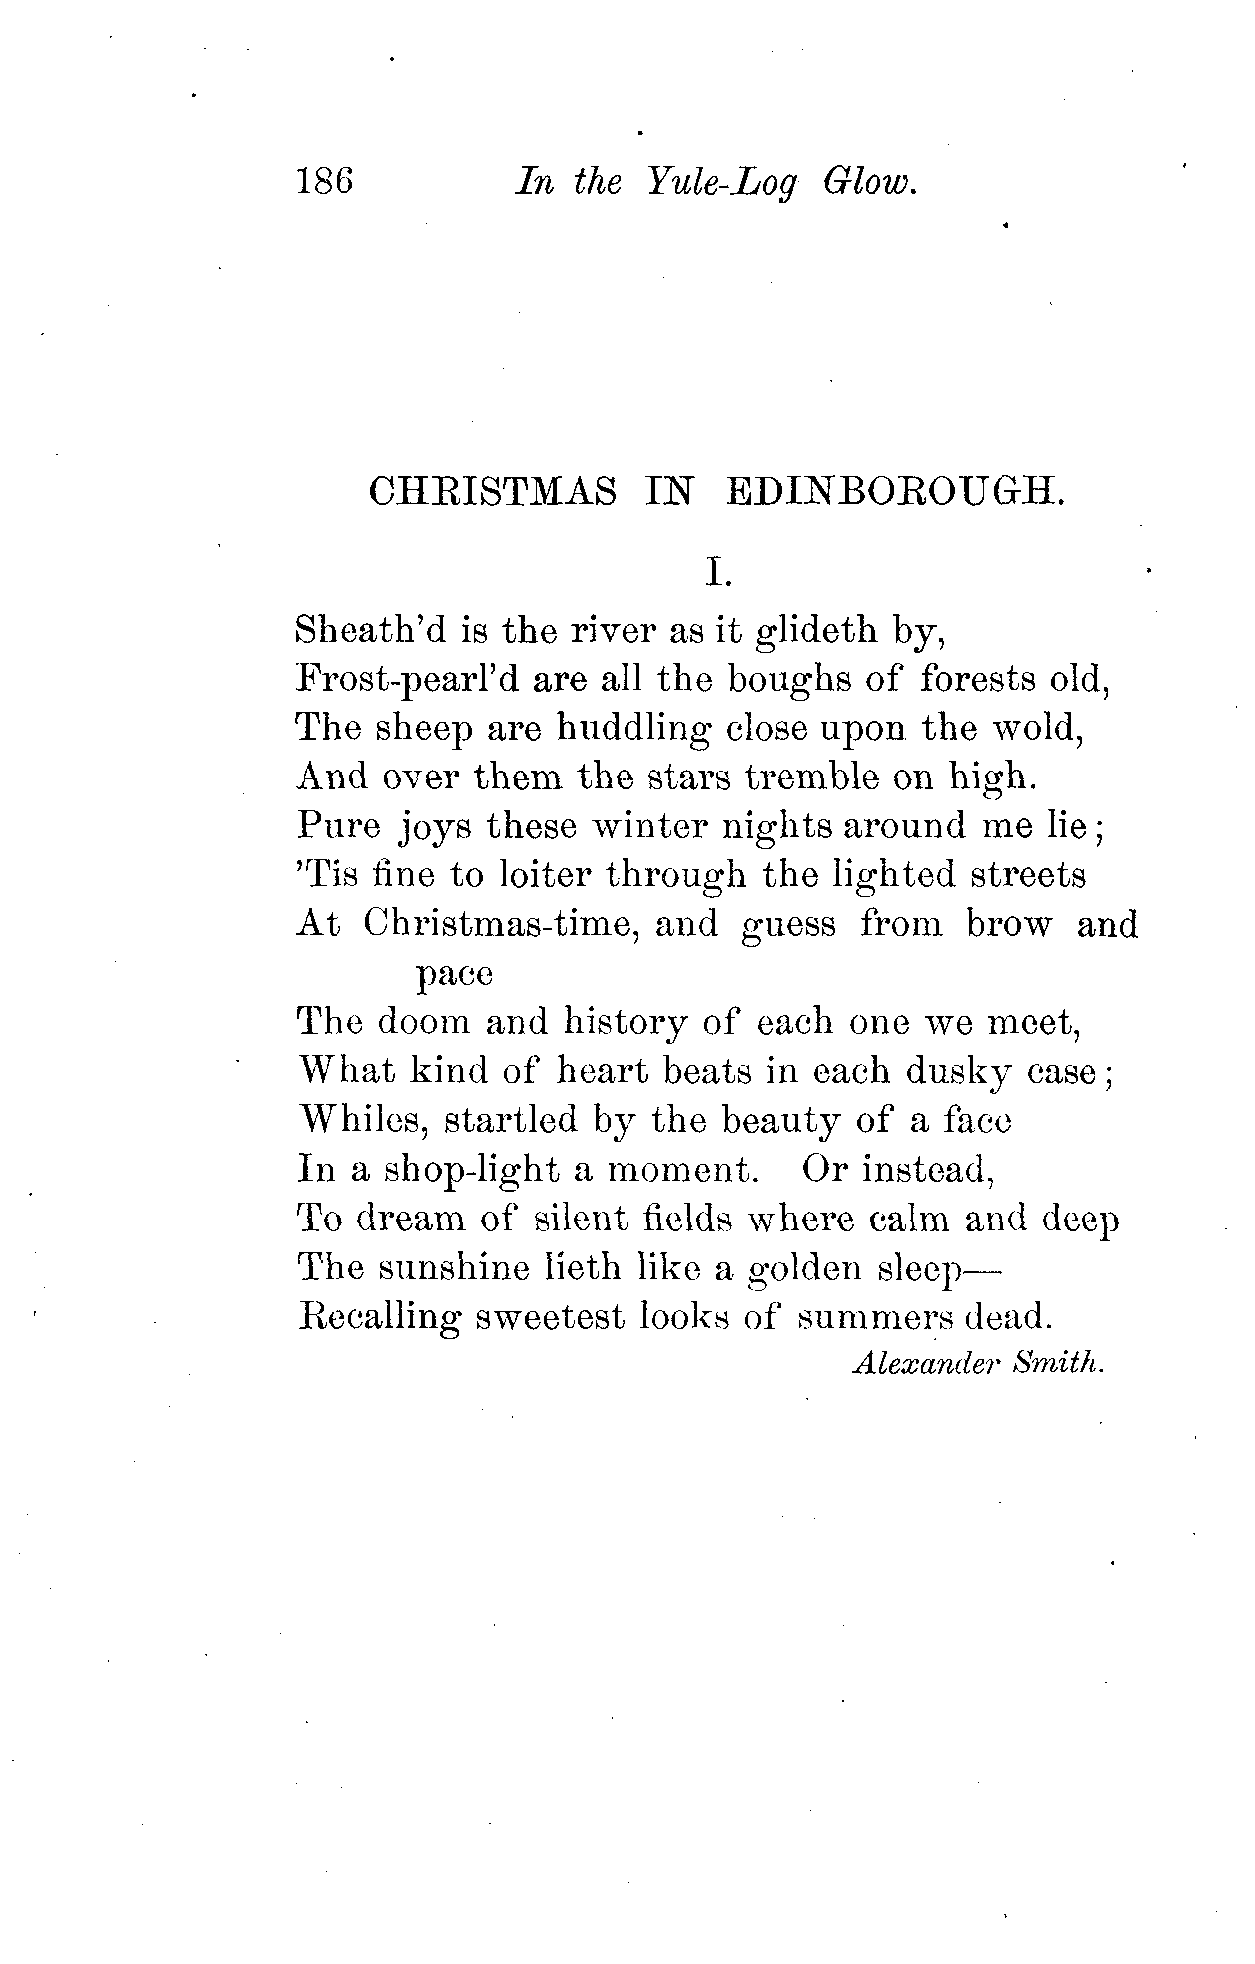 186 In the Yule-Log Glow.
CHRISTMAS IN EDINBOROUGH.
I.
Sheath'd is the river as it glideth by,
Frost-pearl'd are all the boughs of forests old,
The sheep are huddling close upon the wold,
And over them the stars tremble on high.
Pure joys these winter nights around me lie;
'Tis fine to loiter through the lighted streets
At Christmas-time, and guess from brow and
pace
The doom and history of each one we meet,
What kind of heart beats in each dusky case;
Whiles, startled by the beauty of a face
In a shop-light a moment. Or instead,
To dream of silent fields where calm and deep
The sunshine lieth like a golden sleep—
Recalling sweetest looks of summers dead.
Alexander Smith.